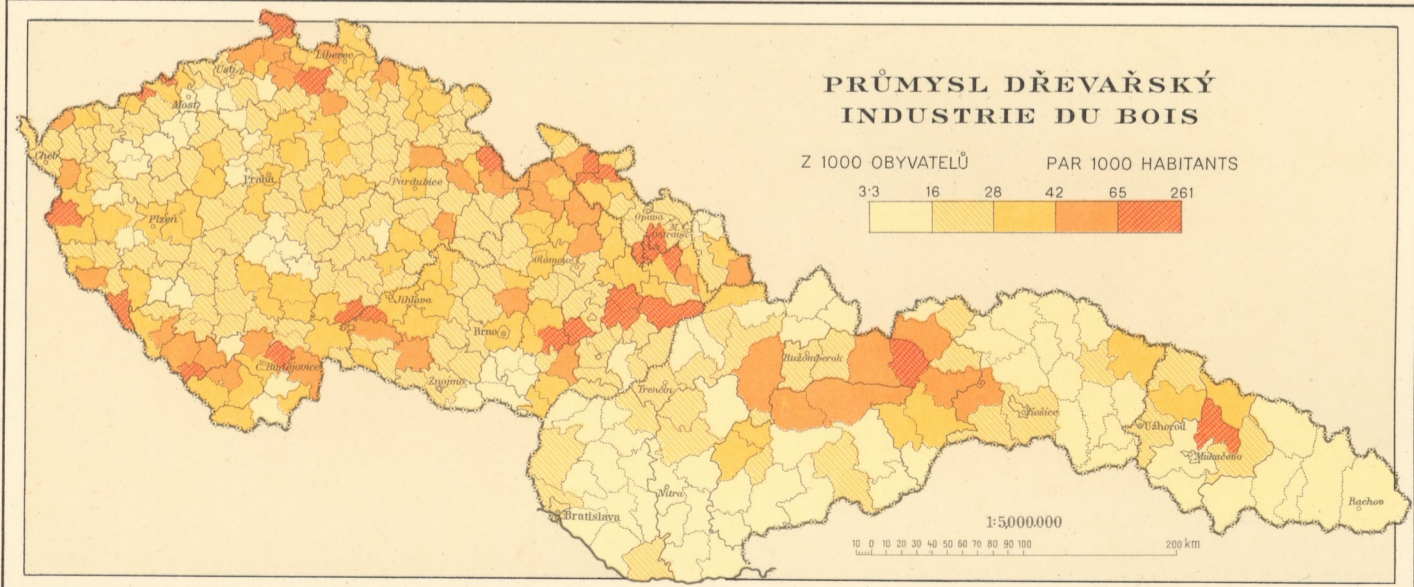 PRŮMYSL DŘEVAŘSKÝ
INDUSTRIE DU BOIS
Z 1000 OBYVATELŮ PAR 1000 HABITANTS
3·3 16 28 42 65 261
Liberec
Ústí
Most
Cheb
Praha
Pardubice
Plzeň
Opava
M. Ostrava
Olomouc
Jihlava
Brno
Č. Budějovice
Znojmo
Ružomberok
Trenčín
Košice
Užhorod
Mukačevo
Nitra
Rachov
Bratislava
1:5,000.000
10 0 10 20 30 40 50 60 70 80 90 100 200 km